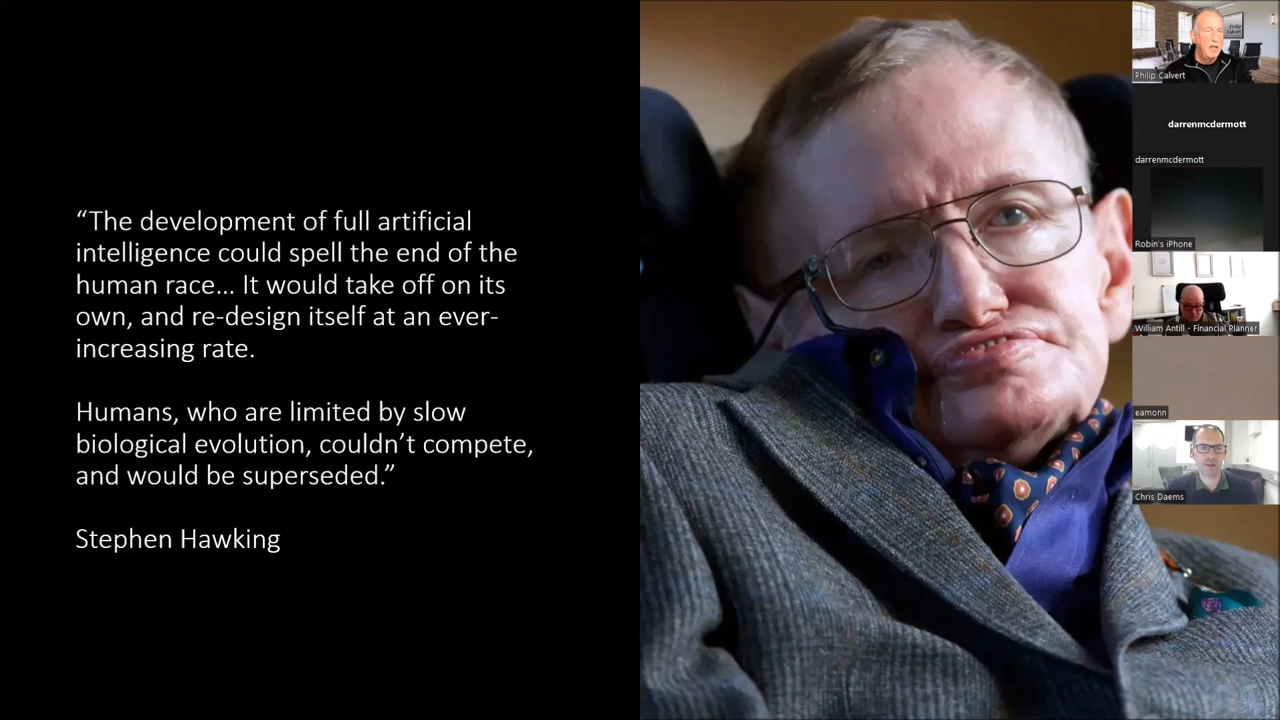 “The development of full artificial
intelligence could spell the end of the
human race... It would take off on its
own, and re-design itself at an ever-
increasing rate.
Humans, who are limited by slow
biological evolution, couldn’t compete,
and would be superseded.”
Stephen Hawking
Philip Calvert
darrenmcdermott
darrenmcdermott
Robin's iPhone
William Antill - Financial Planner
eamonn
Chris Daems